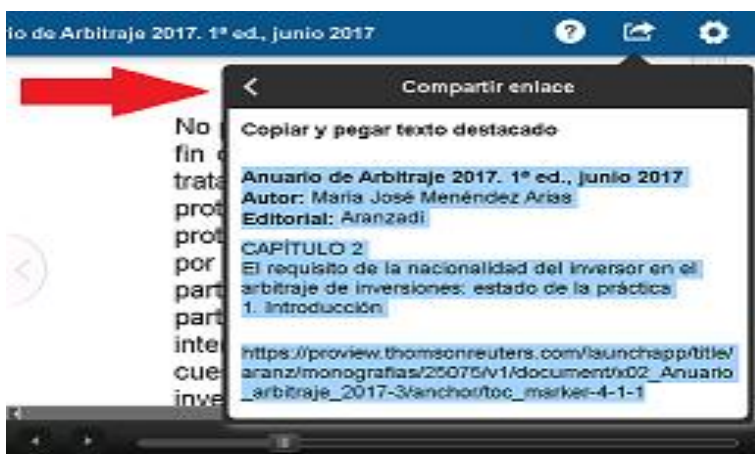 io de Arbitraje 2017. 1ª ed., junio 2017
?
Compartir enlace
Copiar y pegar texto destacado
Anuario de Arbitraje 2017. 1ª ed., junio 2017
Autor: María José Menéndez Arias
Editorial: Aranzadi
CAPÍTULO 2
El requisito de la nacionalidad del inversor en el
arbitraje de inversiones: estado de la práctica
1. Introducción
https://proview.thomsonreuters.com/launchapp/title/
aranz/monografias/25075/v1/document/x02_Anuario
_arbitraje_2017-3/anchor/toc_marker-4-1-1
No
fin
trata
prot
prot
por
part
part
inte
cue
inve